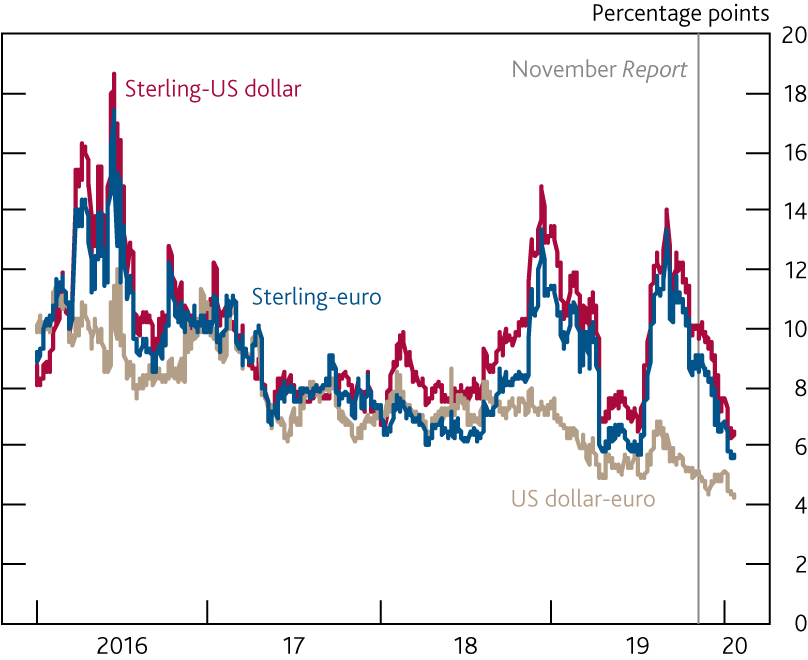 Percentage points
20
November Report
Sterling-US dollar
18
16
14
12
Sterling-euro
10
8
6
US dollar-euro
4
2
0
2016 17 18 19 20